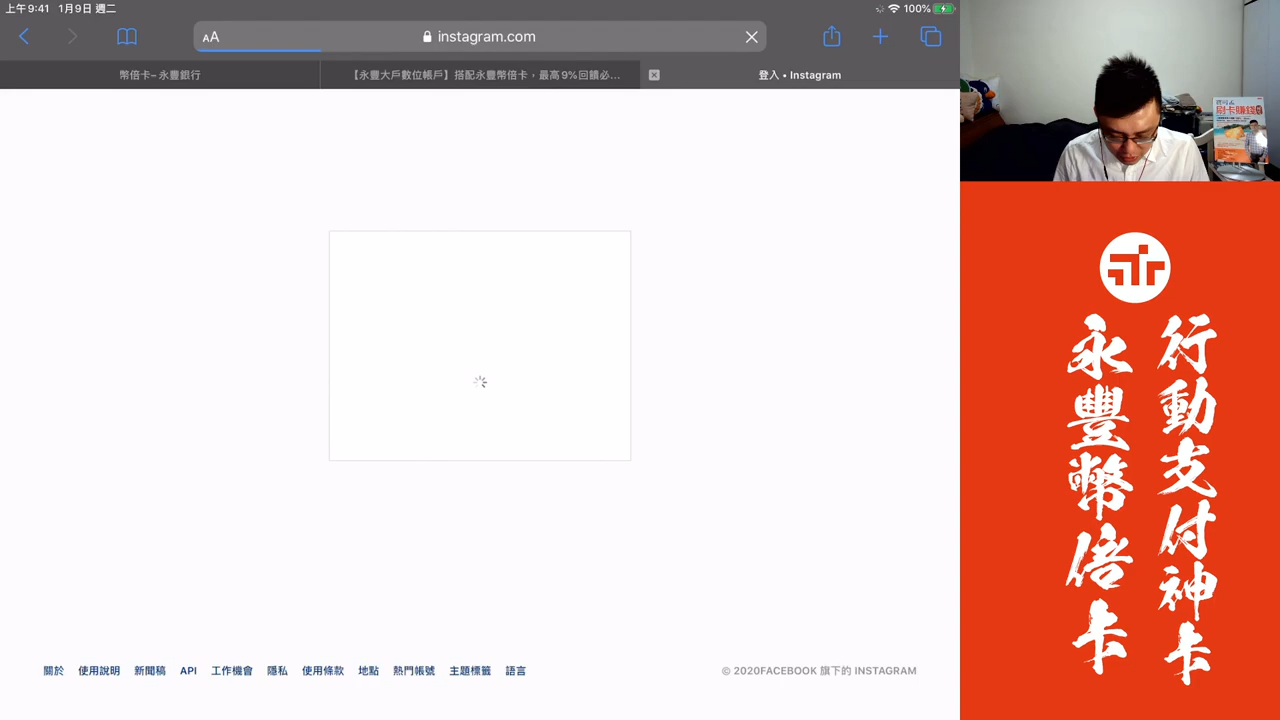 上午9:41 1月9日 週二
100%
AA
instagram.com
幣倍卡– 永豐銀行
【永豐大戶數位帳戶】搭配永豐幣倍卡，最高9%回饋必...
登入 • Instagram
刷卡賺錢
行動支付神卡
永豐幣倍卡
關於 使用說明 新聞稿 API 工作機會 隱私 使用條款 地點 熱門帳號 主題標籤 語言
© 2020FACEBOOK 旗下的 INSTAGRAM